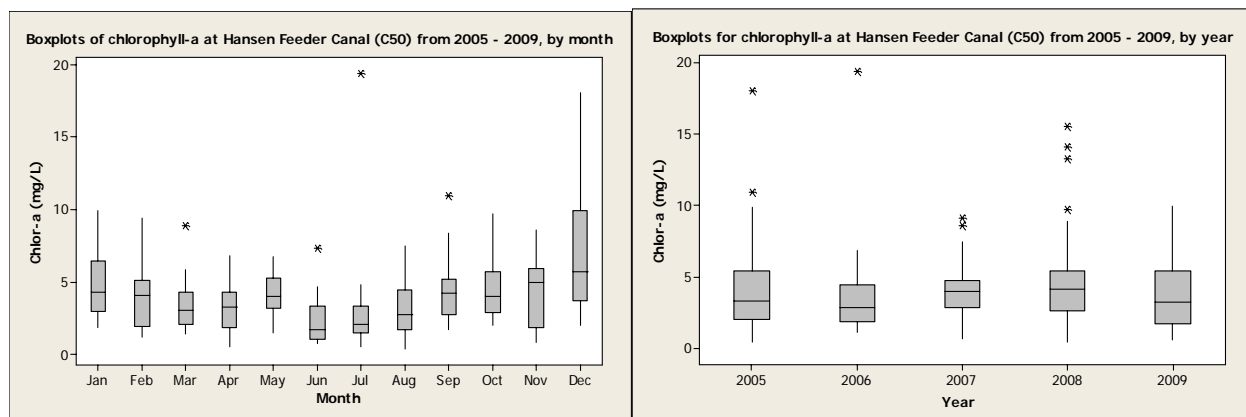 Boxplots of chlorophyll-a at Hansen Feeder Canal (C50) from 2005 - 2009, by month
20
15
10
5
0
Chlor-a (mg/L)
Jan Feb Mar Apr May Jun Jul Aug Sep Oct Nov Dec
Month
Boxplots for chlorophyll-a at Hansen Feeder Canal (C50) from 2005 - 2009, by year
20
15
10
5
0
Chlor-a (mg/L)
2005 2006 2007 2008 2009
Year